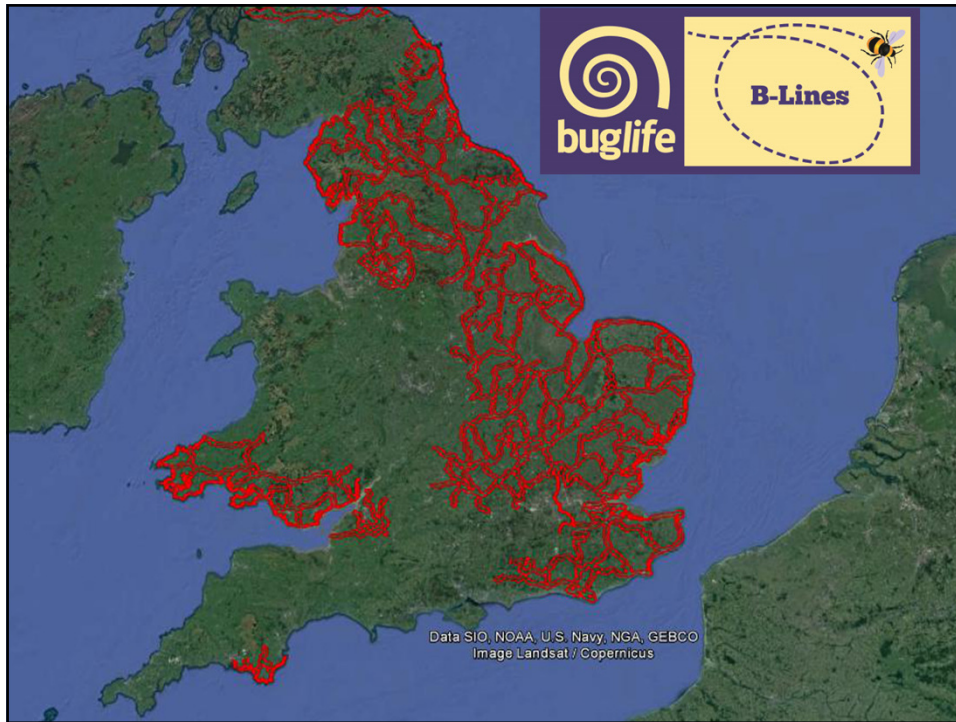 buglife
B-Lines
Data SIO, NOAA, U.S. Navy, NGA, GEBCO
Image Landsat / Copernicus